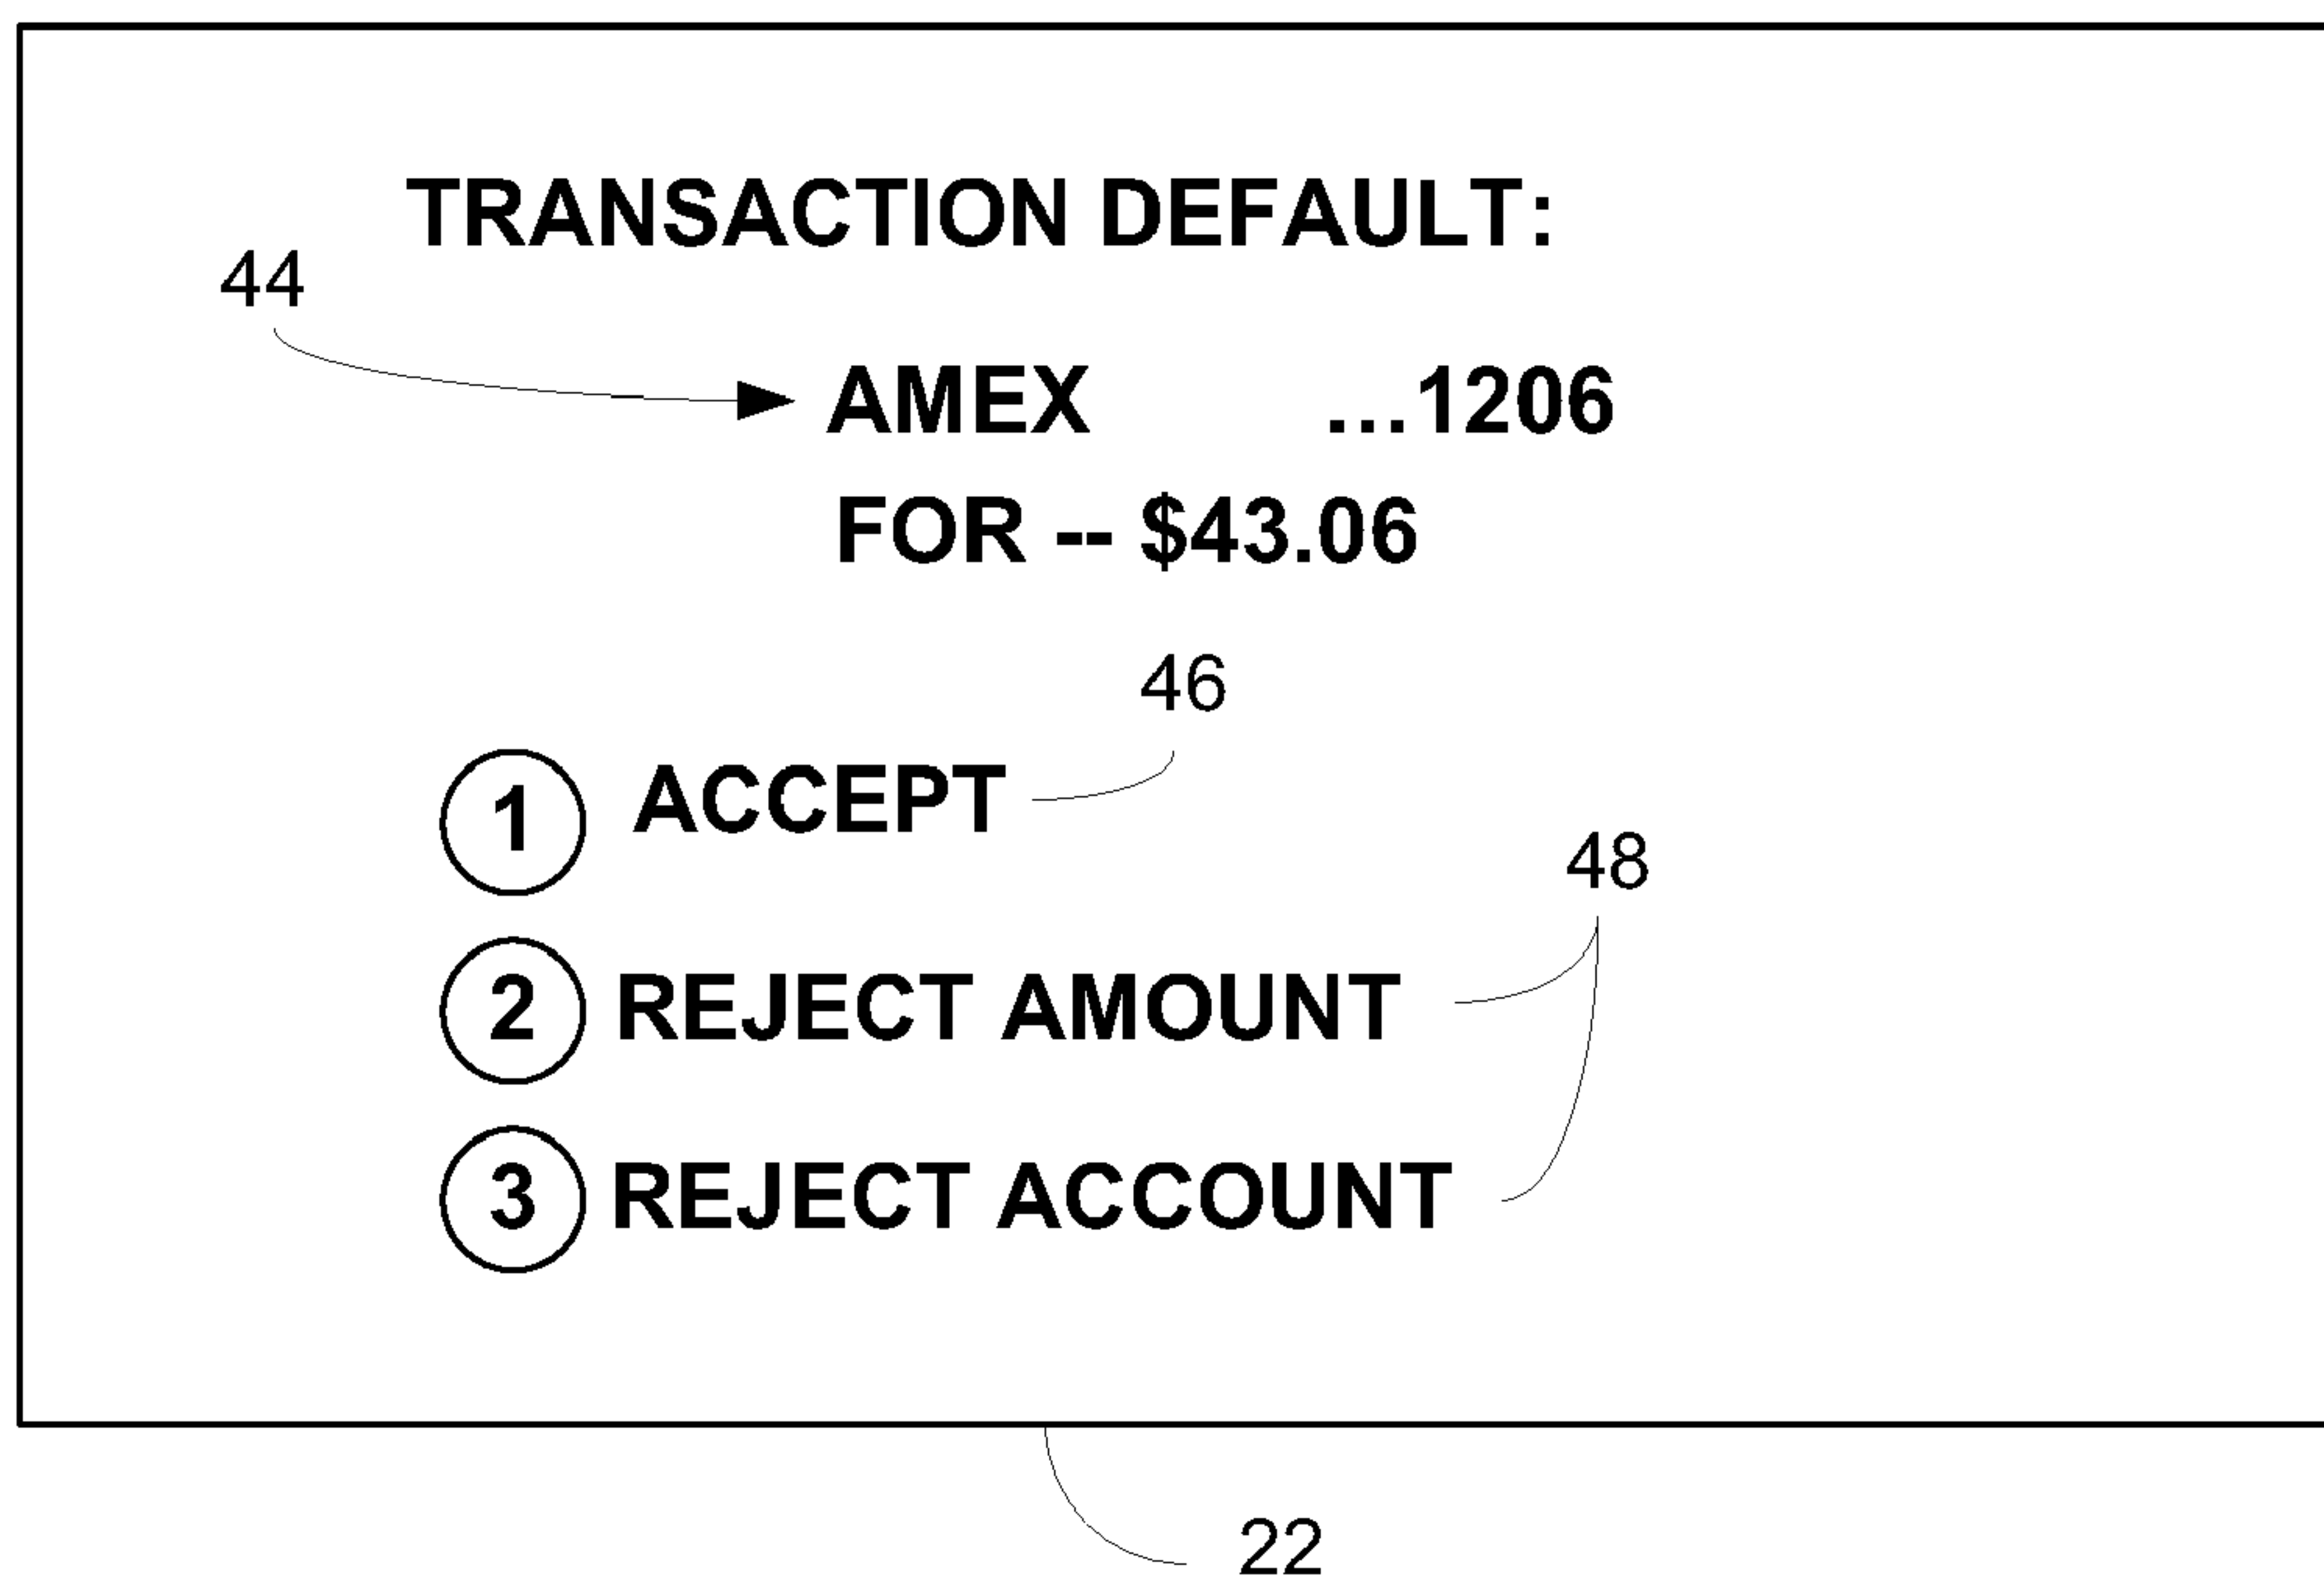 TRANSACTION DEFAULT:
44
AMEX ...1206
FOR -- $43.06
46
1 ACCEPT
48
2 REJECT AMOUNT
3 REJECT ACCOUNT
22